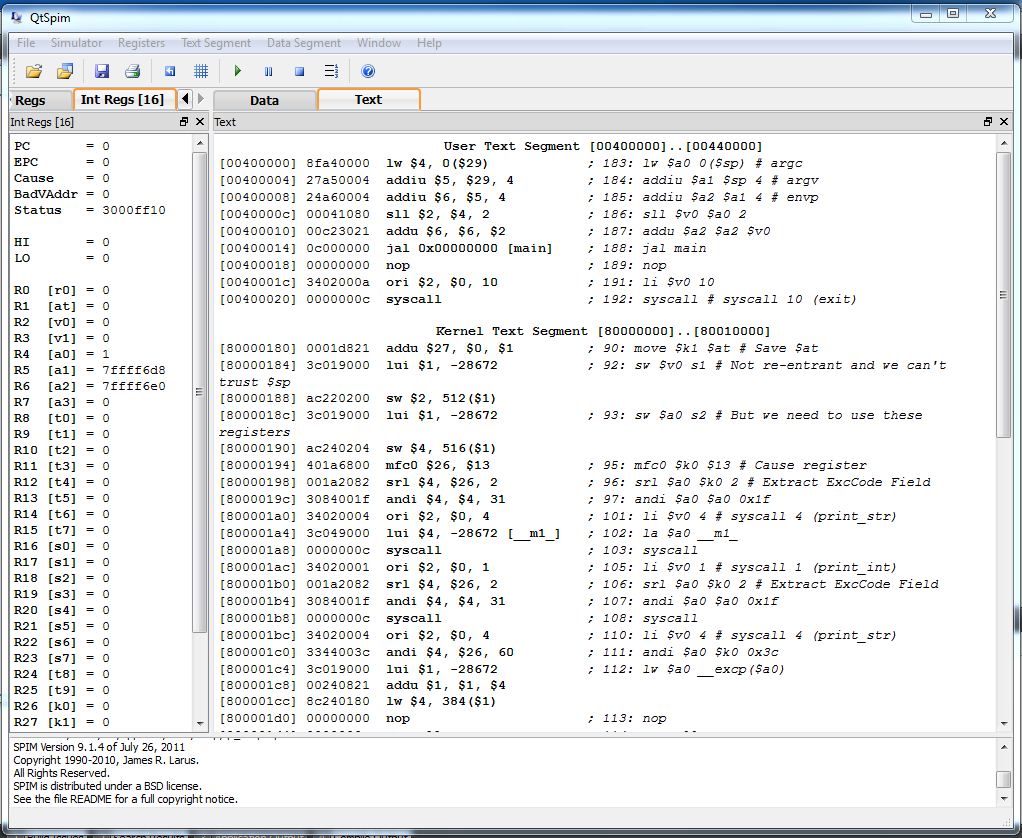 QtSpim
File Simulator Registers Text Segment Data Segment Window Help
Regs Int Regs [16] Data Text
Int Regs [16]
PC = 0
EPC = 0
Cause = 0
BadVAddr = 0
Status = 3000ff10
HI = 0
LO = 0
R0 [r0] = 0
R1 [at] = 0
R2 [v0] = 0
R3 [v1] = 0
R4 [a0] = 1
R5 [a1] = 7ffff6d8
R6 [a2] = 7ffff6e0
R7 [a3] = 0
R8 [t0] = 0
R9 [t1] = 0
R10 [t2] = 0
R11 [t3] = 0
R12 [t4] = 0
R13 [t5] = 0
R14 [t6] = 0
R15 [t7] = 0
R16 [s0] = 0
R17 [s1] = 0
R18 [s2] = 0
R19 [s3] = 0
R20 [s4] = 0
R21 [s5] = 0
R22 [s6] = 0
R23 [s7] = 0
R24 [t8] = 0
R25 [t9] = 0
R26 [k0] = 0
R27 [k1] = 0
Text
User Text Segment [00400000]..[00440000]
[00400000] 8fa40000 lw $4, 0($29) ; 183: lw $a0 0($sp) # argc
[00400004] 27a50004 addiu $5, $29, 4 ; 184: addiu $a1 $sp 4 # argv
[00400008] 24a60004 addiu $6, $5, 4 ; 185: addiu $a2 $a1 4 # envp
[0040000c] 00041080 sll $2, $4, 2 ; 186: sll $v0 $a0 2
[00400010] 00c23021 addu $6, $6, $2 ; 187: addu $a2 $a2 $v0
[00400014] 0c000000 jal 0x00000000 [main] ; 188: jal main
[00400018] 00000000 nop ; 189: nop
[0040001c] 3402000a ori $2, $0, 10 ; 191: li $v0 10
[00400020] 0000000c syscall ; 192: syscall # syscall 10 (exit)
Kernel Text Segment [80000000]..[80010000]
[80000180] 0001d821 addu $27, $0, $1 ; 90: move $k1 $at # Save $at
[80000184] 3c019000 lui $1, -28672 ; 92: sw $v0 s1 # Not re-entrant and we can't
trust $sp
[80000188] ac220200 sw $2, 512($1)
[8000018c] 3c019000 lui $1, -28672 ; 93: sw $a0 s2 # But we need to use these
registers
[80000190] ac240204 sw $4, 516($1)
[80000194] 401a6800 mfc0 $26, $13 ; 95: mfc0 $k0 $13 # Cause register
[80000198] 001a2082 srl $4, $26, 2 ; 96: srl $a0 $k0 2 # Extract ExcCode Field
[8000019c] 3084001f andi $4, $4, 31 ; 97: andi $a0 $a0 0x1f
[800001a0] 34020004 ori $2, $0, 4 ; 101: li $v0 4 # syscall 4 (print_str)
[800001a4] 3c049000 lui $4, -28672 [__m1_] ; 102: la $a0 __m1_
[800001a8] 0000000c syscall ; 103: syscall
[800001ac] 34020001 ori $2, $0, 1 ; 105: li $v0 1 # syscall 1 (print_int)
[800001b0] 001a2082 srl $4, $26, 2 ; 106: srl $a0 $k0 2 # Extract ExcCode Field
[800001b4] 3084001f andi $4, $4, 31 ; 107: andi $a0 $a0 0x1f
[800001b8] 0000000c syscall ; 108: syscall
[800001bc] 34020004 ori $2, $0, 4 ; 110: li $v0 4 # syscall 4 (print_str)
[800001c0] 3344003c andi $4, $26, 60 ; 111: andi $a0 $k0 0x3c
[800001c4] 3c019000 lui $1, -28672 ; 112: lw $a0 __excp($a0)
[800001c8] 00240821 addu $1, $1, $4
[800001cc] 8c240180 lw $4, 384($1)
[800001d0] 00000000 nop ; 113: nop
SPIM Version 9.1.4 of July 26, 2011
Copyright 1990-2010, James R. Larus.
All Rights Reserved.
SPIM is distributed under a BSD license.
See the file README for a full copyright notice.